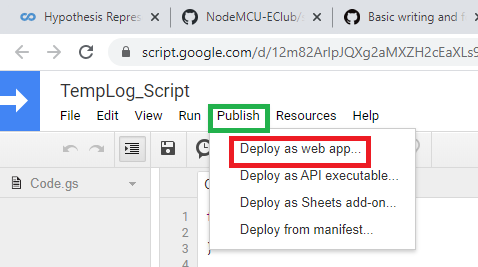 Hypothesis Repres
NodeMCU-EClub/
Basic writing and f
script.google.com/d/12m82ArIpJQXg2aMXZH2cEaXLs9
TempLog_Script
File Edit View Run Publish Resources Help
Deploy as web app...
Deploy as API executable...
Deploy as Sheets add-on...
Deploy from manifest...
Code.gs
1
2
3
4